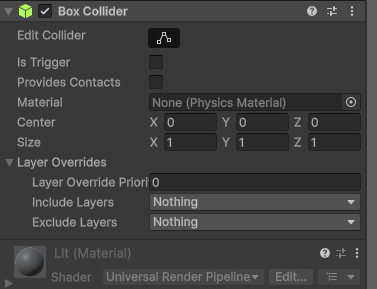 Box Collider
Edit Collider
Is Trigger
Provides Contacts
Material None (Physics Material)
Center X 0 Y 0 Z 0
Size X 1 Y 1 Z 1
Layer Overrides
Layer Override Priori 0
Include Layers Nothing
Exclude Layers Nothing
Lit (Material)
Shader Universal Render Pipeline Edit...